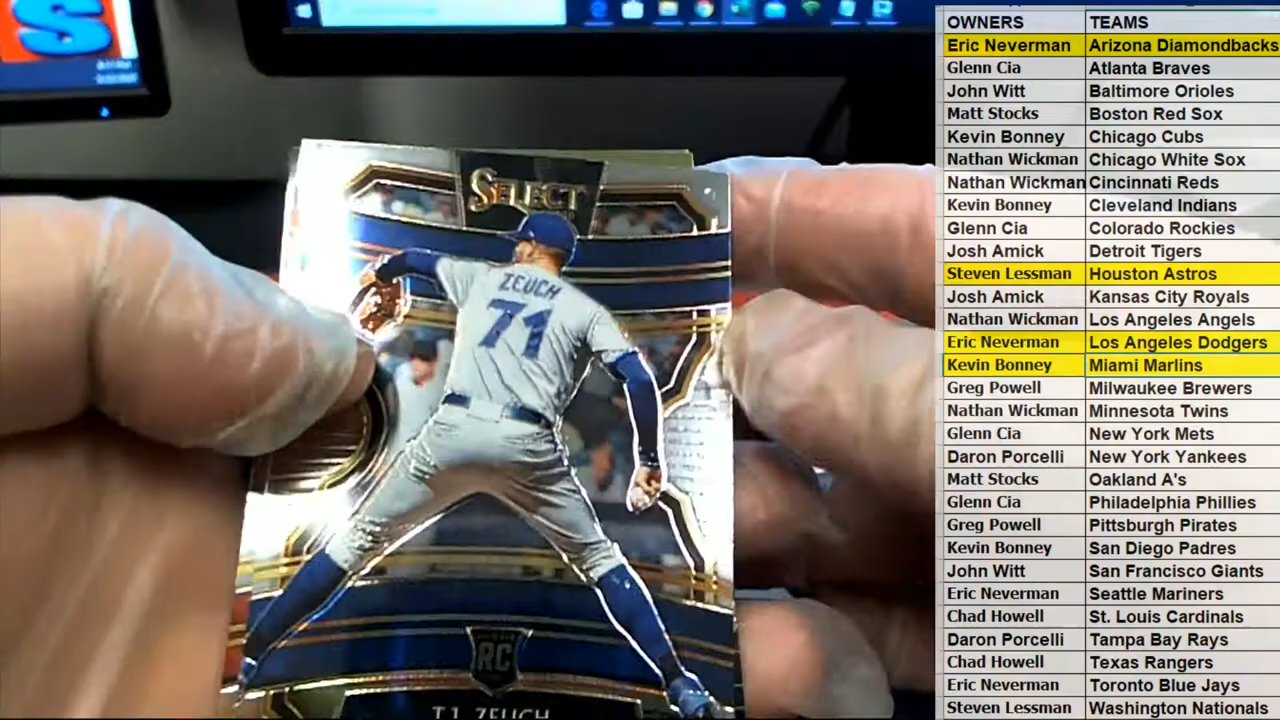 S
SELECT
ZEUCH
71
RC
T.J. ZEUCH
OWNERS TEAMS
Eric Neverman Arizona Diamondbacks
Glenn Cia Atlanta Braves
John Witt Baltimore Orioles
Matt Stocks Boston Red Sox
Kevin Bonney Chicago Cubs
Nathan Wickman Chicago White Sox
Nathan Wickman Cincinnati Reds
Kevin Bonney Cleveland Indians
Glenn Cia Colorado Rockies
Josh Amick Detroit Tigers
Steven Lessman Houston Astros
Josh Amick Kansas City Royals
Nathan Wickman Los Angeles Angels
Eric Neverman Los Angeles Dodgers
Kevin Bonney Miami Marlins
Greg Powell Milwaukee Brewers
Nathan Wickman Minnesota Twins
Glenn Cia New York Mets
Daron Porcelli New York Yankees
Matt Stocks Oakland A's
Glenn Cia Philadelphia Phillies
Greg Powell Pittsburgh Pirates
Kevin Bonney San Diego Padres
John Witt San Francisco Giants
Eric Neverman Seattle Mariners
Chad Howell St. Louis Cardinals
Daron Porcelli Tampa Bay Rays
Chad Howell Texas Rangers
Eric Neverman Toronto Blue Jays
Steven Lessman Washington Nationals